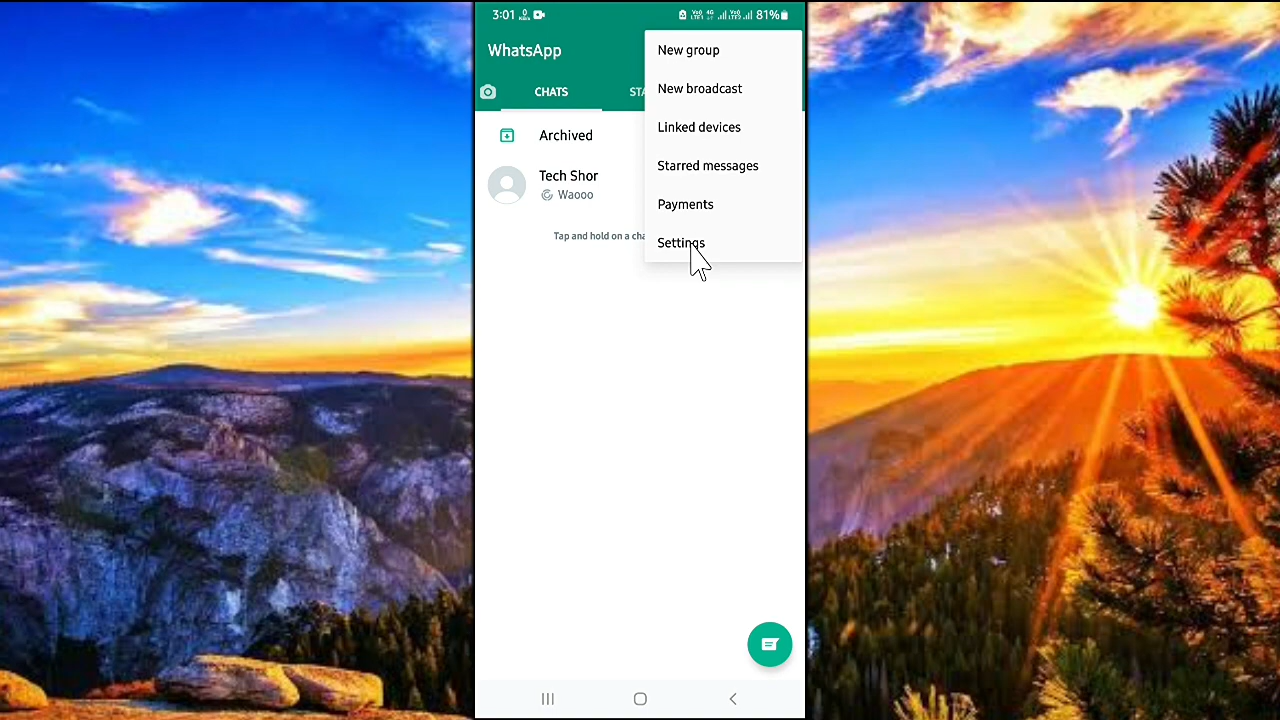 3:01 81%
WhatsApp
CHATS STA
Archived
Tech Shor
Waooo
Tap and hold on a cha
New group
New broadcast
Linked devices
Starred messages
Payments
Settings